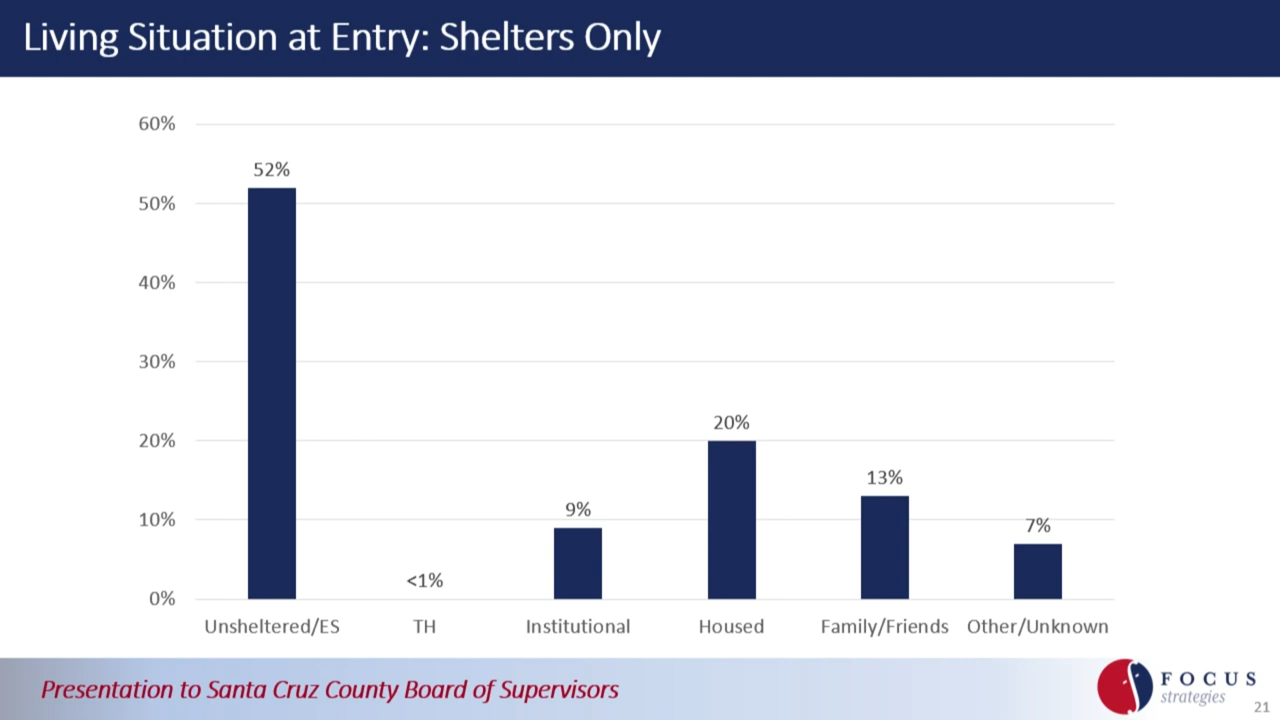 Living Situation at Entry: Shelters Only
60%
52%
50%
40%
30%
20%
20%
13%
9%
10%
7%
<1%
0%
Unsheltered/ES TH Institutional Housed Family/Friends Other/Unknown
Presentation to Santa Cruz County Board of Supervisors
FOCUS
strategies
21